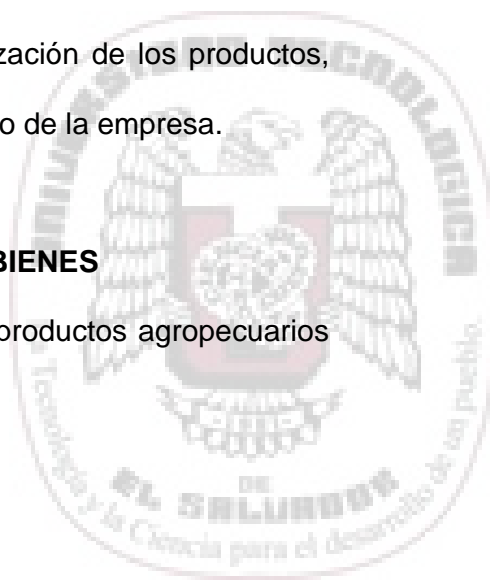 ización de los productos,
o de la empresa.
BIENES
productos agropecuarios
UNIVERSIDAD TECNOLOGICA
DE
EL SALVADOR
Tecnología y la Ciencia para el desarrollo de un pueblo.